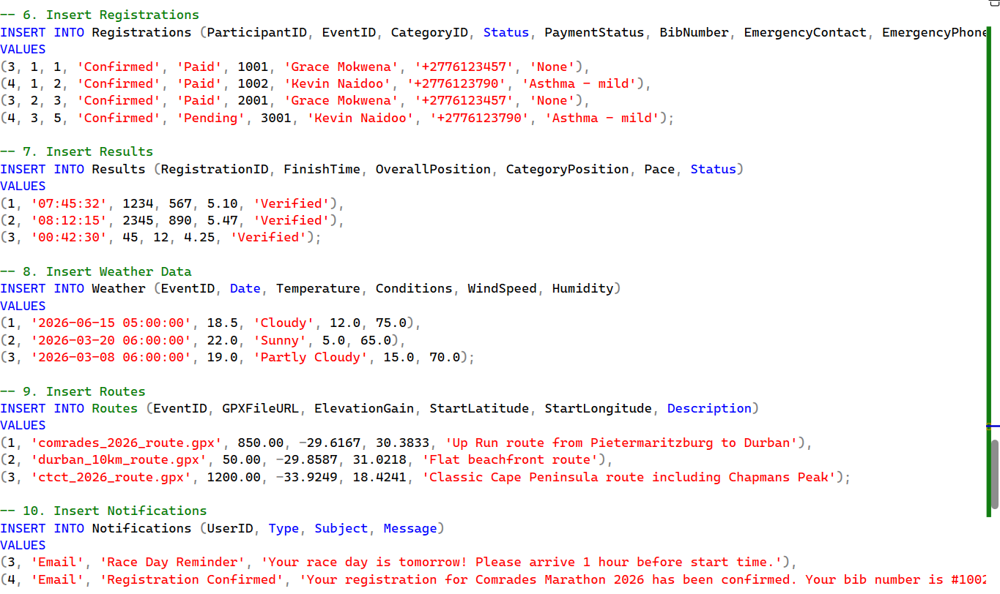 -- 6. Insert Registrations
INSERT INTO Registrations (ParticipantID, EventID, CategoryID, Status, PaymentStatus, BibNumber, EmergencyContact, EmergencyPhone
VALUES
(3, 1, 1, 'Confirmed', 'Paid', 1001, 'Grace Mokwena', '+2776123457', 'None'),
(4, 1, 2, 'Confirmed', 'Paid', 1002, 'Kevin Naidoo', '+2776123790', 'Asthma - mild'),
(3, 2, 3, 'Confirmed', 'Paid', 2001, 'Grace Mokwena', '+2776123457', 'None'),
(4, 3, 5, 'Confirmed', 'Pending', 3001, 'Kevin Naidoo', '+2776123790', 'Asthma - mild');
-- 7. Insert Results
INSERT INTO Results (RegistrationID, FinishTime, OverallPosition, CategoryPosition, Pace, Status)
VALUES
(1, '07:45:32', 1234, 567, 5.10, 'Verified'),
(2, '08:12:15', 2345, 890, 5.47, 'Verified'),
(3, '00:42:30', 45, 12, 4.25, 'Verified');
-- 8. Insert Weather Data
INSERT INTO Weather (EventID, Date, Temperature, Conditions, WindSpeed, Humidity)
VALUES
(1, '2026-06-15 05:00:00', 18.5, 'Cloudy', 12.0, 75.0),
(2, '2026-03-20 06:00:00', 22.0, 'Sunny', 5.0, 65.0),
(3, '2026-03-08 06:00:00', 19.0, 'Partly Cloudy', 15.0, 70.0);
-- 9. Insert Routes
INSERT INTO Routes (EventID, GPXFileURL, ElevationGain, StartLatitude, StartLongitude, Description)
VALUES
(1, 'comrades_2026_route.gpx', 850.00, -29.6167, 30.3833, 'Up Run route from Pietermaritzburg to Durban'),
(2, 'durban_10km_route.gpx', 50.00, -29.8587, 31.0218, 'Flat beachfront route'),
(3, 'ctct_2026_route.gpx', 1200.00, -33.9249, 18.4241, 'Classic Cape Peninsula route including Chapmans Peak');
-- 10. Insert Notifications
INSERT INTO Notifications (UserID, Type, Subject, Message)
VALUES
(3, 'Email', 'Race Day Reminder', 'Your race day is tomorrow! Please arrive 1 hour before start time.'),
(4, 'Email', 'Registration Confirmed', 'Your registration for Comrades Marathon 2026 has been confirmed. Your bib number is #1002